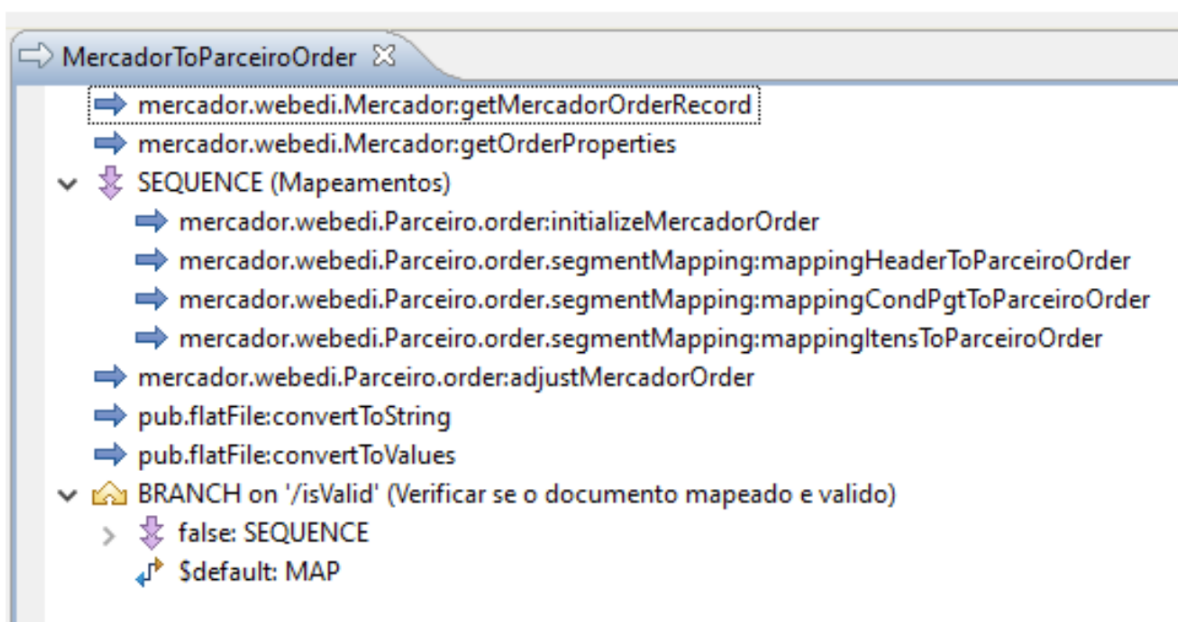 MercadorToParceiroOrder
mercador.webedi.Mercador:getMercadorOrderRecord
mercador.webedi.Mercador:getOrderProperties
SEQUENCE (Mapeamentos)
mercador.webedi.Parceiro.order:initializeMercadorOrder
mercador.webedi.Parceiro.order.segmentMapping:mappingHeaderToParceiroOrder
mercador.webedi.Parceiro.order.segmentMapping:mappingCondPgtToParceiroOrder
mercador.webedi.Parceiro.order.segmentMapping:mappingItensToParceiroOrder
mercador.webedi.Parceiro.order:adjustMercadorOrder
pub.flatFile:convertToString
pub.flatFile:convertToValues
BRANCH on '/isValid' (Verificar se o documento mapeado e valido)
false: SEQUENCE
$default: MAP